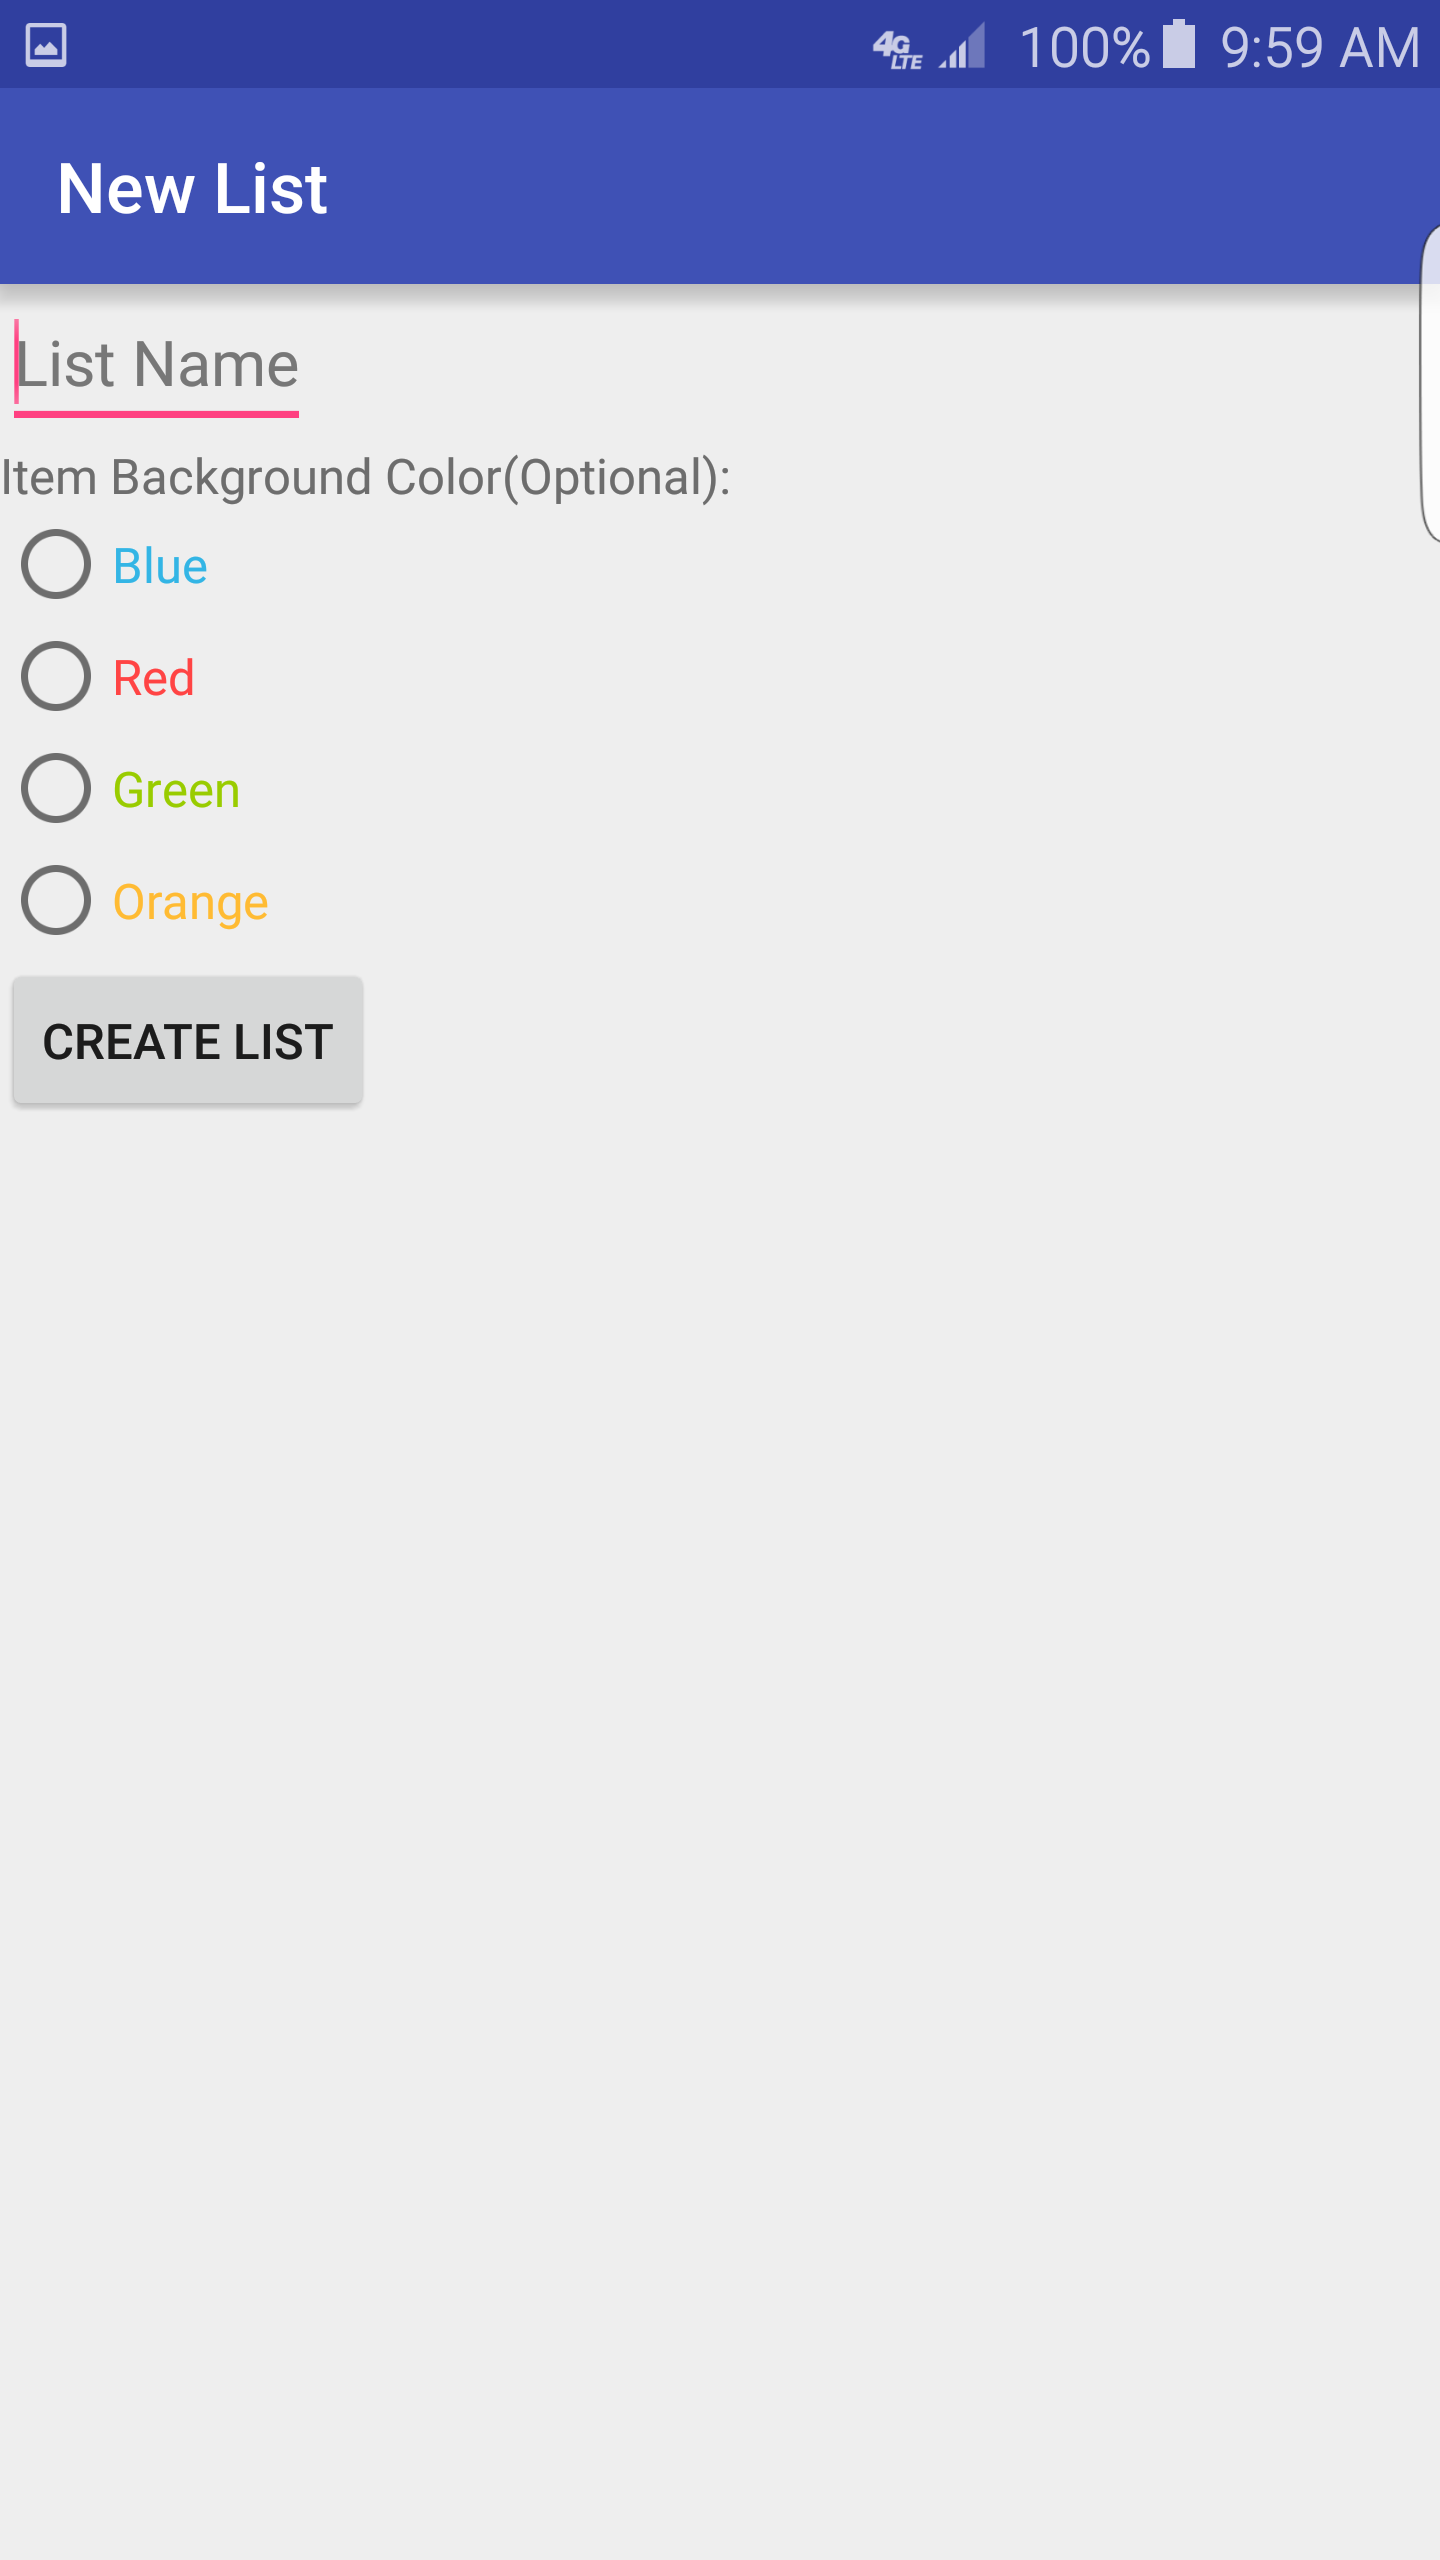 4G LTE 100% 9:59 AM
New List
List Name
Item Background Color(Optional):
Blue
Red
Green
Orange
CREATE LIST